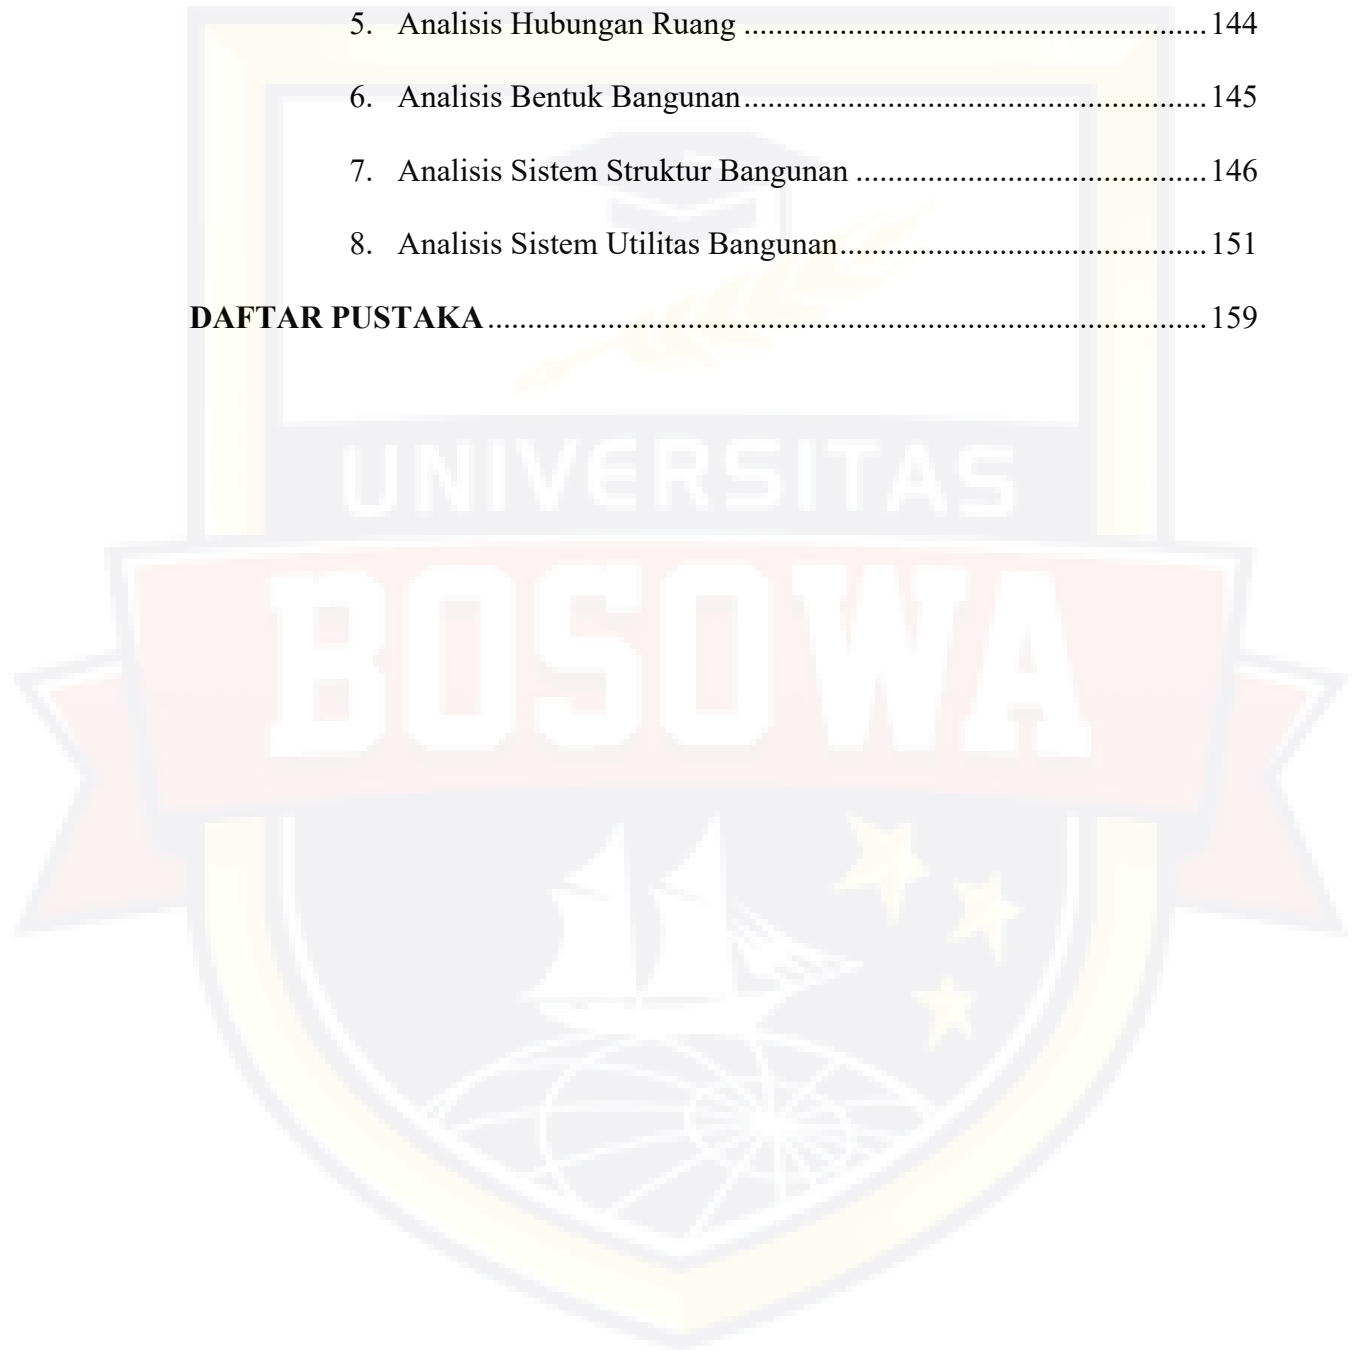 5. Analisis Hubungan Ruang ........................................................... 144
6. Analisis Bentuk Bangunan ........................................................... 145
7. Analisis Sistem Struktur Bangunan ............................................. 146
8. Analisis Sistem Utilitas Bangunan ............................................... 151
DAFTAR PUSTAKA ........................................................................................... 159
UNIVERSITAS
BOSOWA